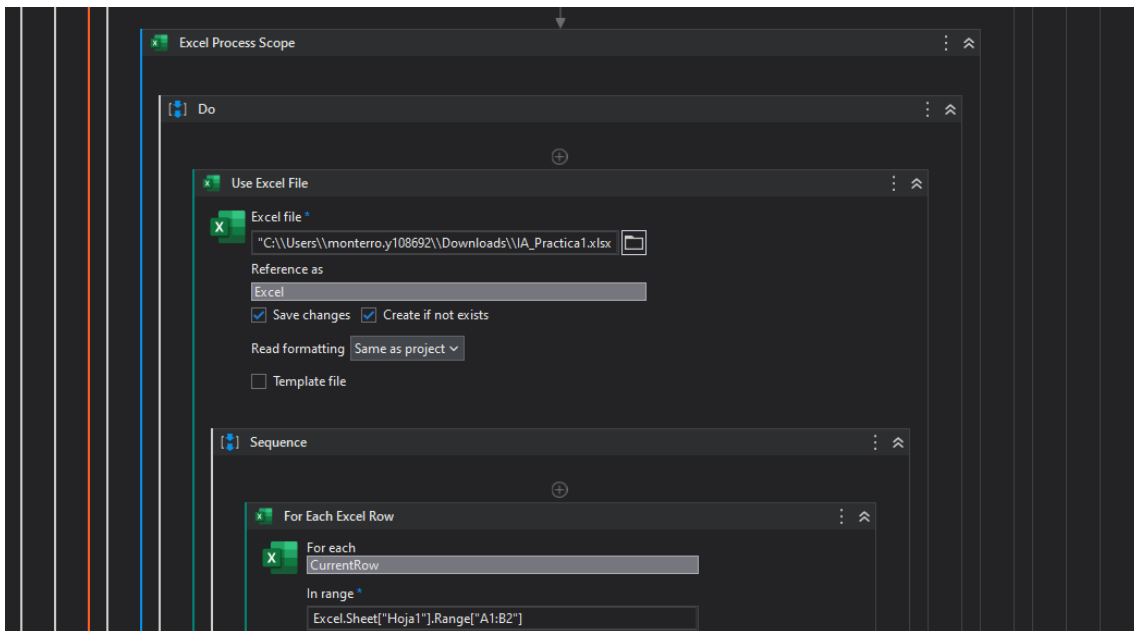 Excel Process Scope
Do
Use Excel File
Excel file *
"C:\\Users\\monterro.y108692\\Downloads\\IA_Practica1.xlsx
Reference as
Excel
Save changes Create if not exists
Read formatting Same as project
Template file
Sequence
For Each Excel Row
For each
CurrentRow
In range *
Excel.Sheet["Hoja1"].Range["A1:B2"]